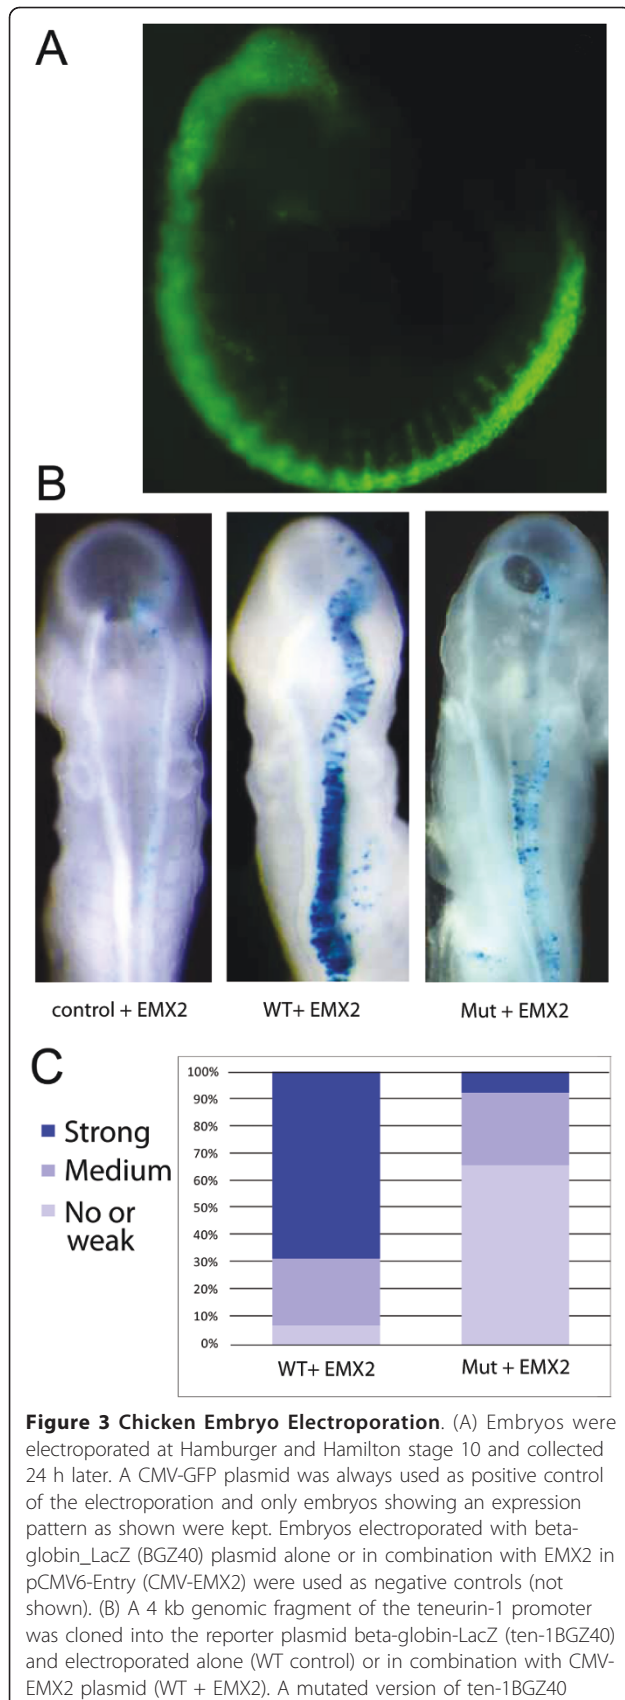 A
B
control + EMX2
WT+ EMX2
Mut + EMX2
C
Strong
Medium
No or
weak
100%
90%
80%
70%
60%
50%
40%
30%
20%
10%
0%
WT+ EMX2
Mut + EMX2
Figure 3 Chicken Embryo Electroporation. (A) Embryos were
electroporated at Hamburger and Hamilton stage 10 and collected
24 h later. A CMV-GFP plasmid was always used as positive control
of the electroporation and only embryos showing an expression
pattern as shown were kept. Embryos electroporated with beta-
globin_LacZ (BGZ40) plasmid alone or in combination with EMX2 in
pCMV6-Entry (CMV-EMX2) were used as negative controls (not
shown). (B) A 4 kb genomic fragment of the teneurin-1 promoter
was cloned into the reporter plasmid beta-globin-LacZ (ten-1BGZ40)
and electroporated alone (WT control) or in combination with CMV-
EMX2 plasmid (WT + EMX2). A mutated version of ten-1BGZ40